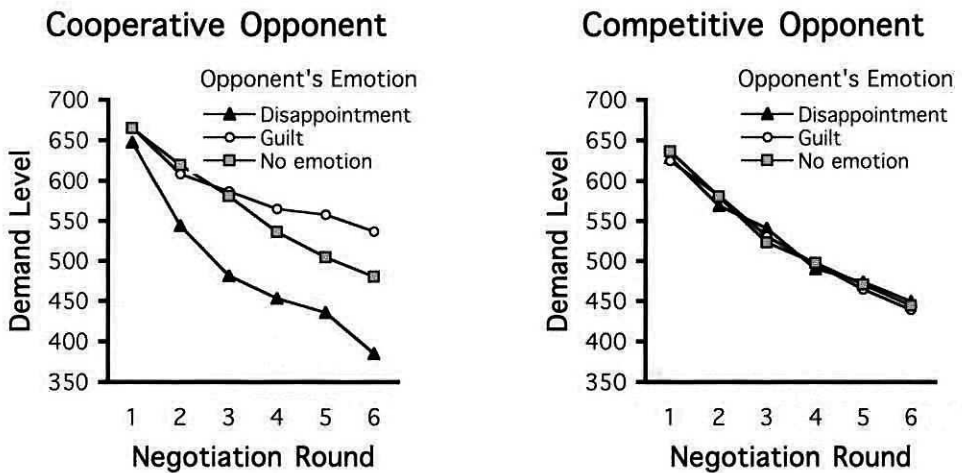 Cooperative Opponent
Opponent's Emotion
Disappointment
Guilt
No emotion
700
650
600
550
500
450
400
350
Demand Level
1 2 3 4 5 6
Negotiation Round
Competitive Opponent
Opponent's Emotion
Disappointment
Guilt
No emotion
700
650
600
550
500
450
400
350
Demand Level
1 2 3 4 5 6
Negotiation Round